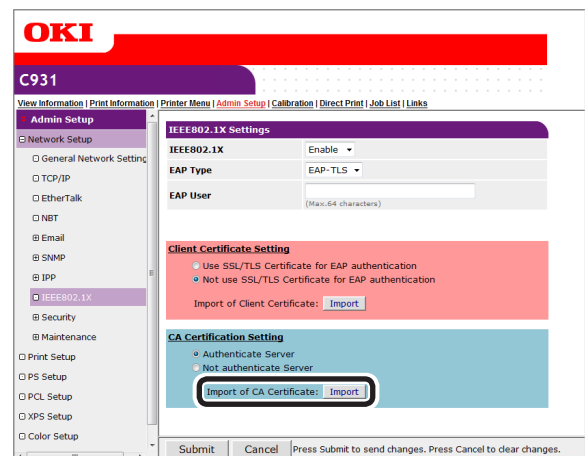 OKI
C931
View Information | Print Information | Printer Menu | Admin Setup | Calibration | Direct Print | Job List | Links
Admin Setup
Network Setup
General Network Setting
TCP/IP
EtherTalk
NBT
Email
SNMP
IPP
IEEE802.1X
Security
Maintenance
Print Setup
PS Setup
PCL Setup
XPS Setup
Color Setup
IEEE802.1X Settings
IEEE802.1X Enable
EAP Type EAP-TLS
EAP User
(Max.64 characters)
Client Certificate Setting
Use SSL/TLS Certificate for EAP authentication
Not use SSL/TLS Certificate for EAP authentication
Import of Client Certificate: Import
CA Certification Setting
Authenticate Server
Not authenticate Server
Import of CA Certificate: Import
Submit Cancel Press Submit to send changes. Press Cancel to clear changes.